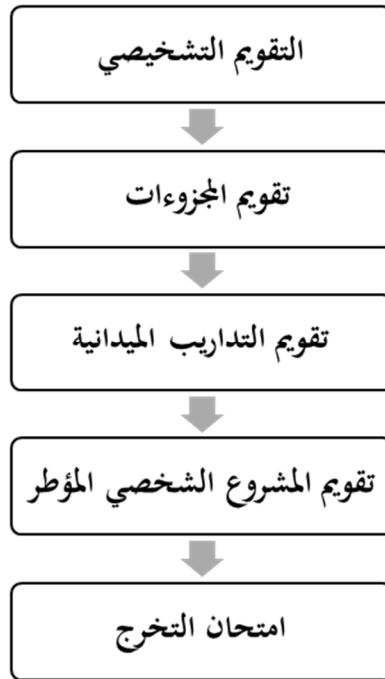 التقويم التشخيصي
تقويم المجزوءات
تقويم التداريب الميدانية
تقويم المشروع الشخصي المؤطر
امتحان التخرج